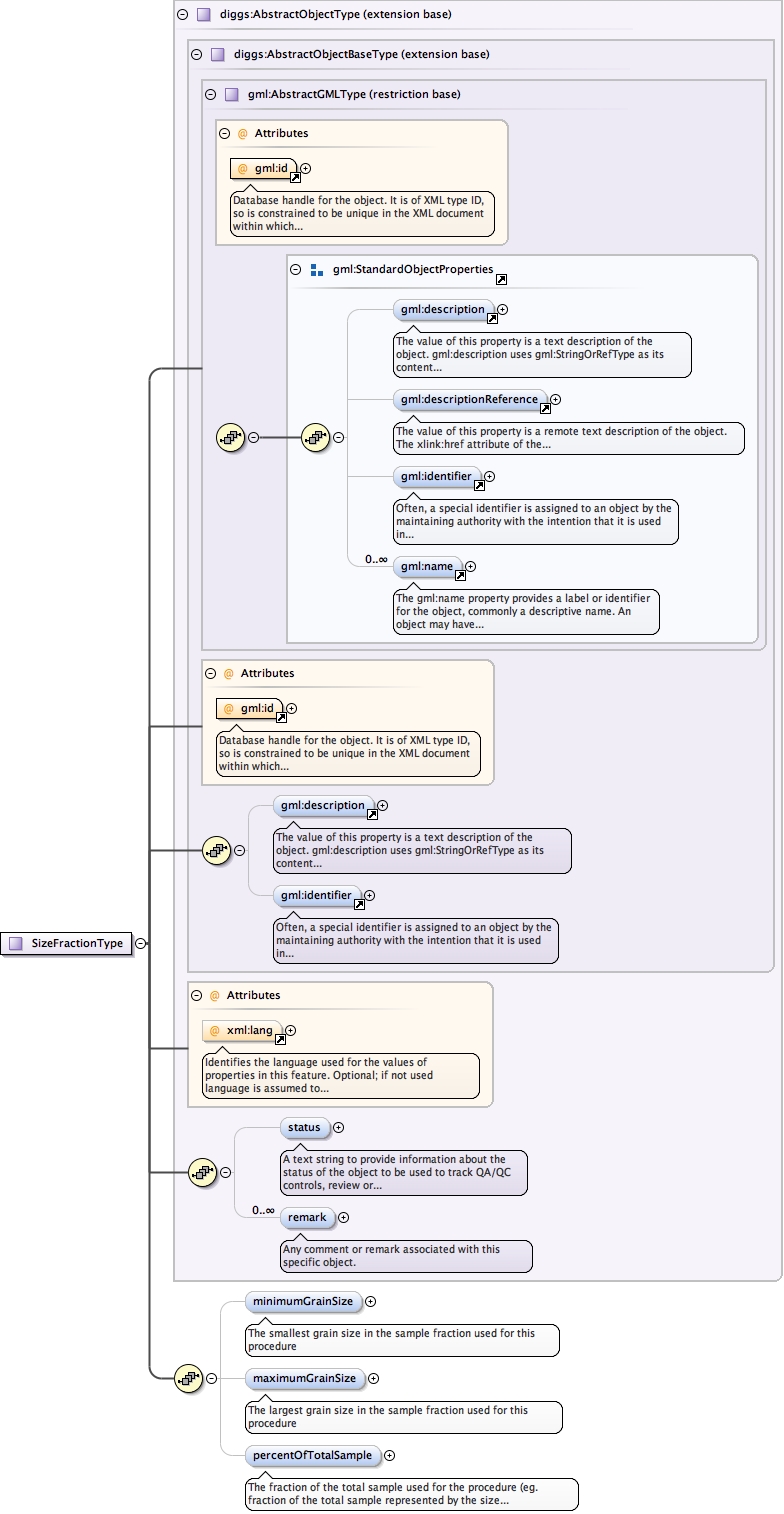 diggs:AbstractObjectType (extension base)
diggs:AbstractObjectBaseType (extension base)
gml:AbstractGMLType (restriction base)
@ Attributes
@ gml:id
Database handle for the object. It is of XML type ID,
so is constrained to be unique in the XML document
within which...
gml:StandardObjectProperties
gml:description
The value of this property is a text description of the
object. gml:description uses gml:StringOrRefType as its
content...
gml:descriptionReference
The value of this property is a remote text description of the object.
The xlink:href attribute of the...
gml:identifier
Often, a special identifier is assigned to an object by the
maintaining authority with the intention that it is used
in...
0..∞
gml:name
The gml:name property provides a label or identifier
for the object, commonly a descriptive name. An
object may have...
@ Attributes
@ gml:id
Database handle for the object. It is of XML type ID,
so is constrained to be unique in the XML document
within which...
gml:description
The value of this property is a text description of the
object. gml:description uses gml:StringOrRefType as its
content...
gml:identifier
Often, a special identifier is assigned to an object by the
maintaining authority with the intention that it is used
in...
SizeFractionType
@ Attributes
@ xml:lang
Identifies the language used for the values of
properties in this feature. Optional; if not used
language is assumed to...
status
A text string to provide information about the
status of the object to be used to track QA/QC
controls, review or...
0..∞
remark
Any comment or remark associated with this
specific object.
minimumGrainSize
The smallest grain size in the sample fraction used for this
procedure
maximumGrainSize
The largest grain size in the sample fraction used for this
procedure
percentOfTotalSample
The fraction of the total sample used for the procedure (eg.
fraction of the total sample represented by the size...